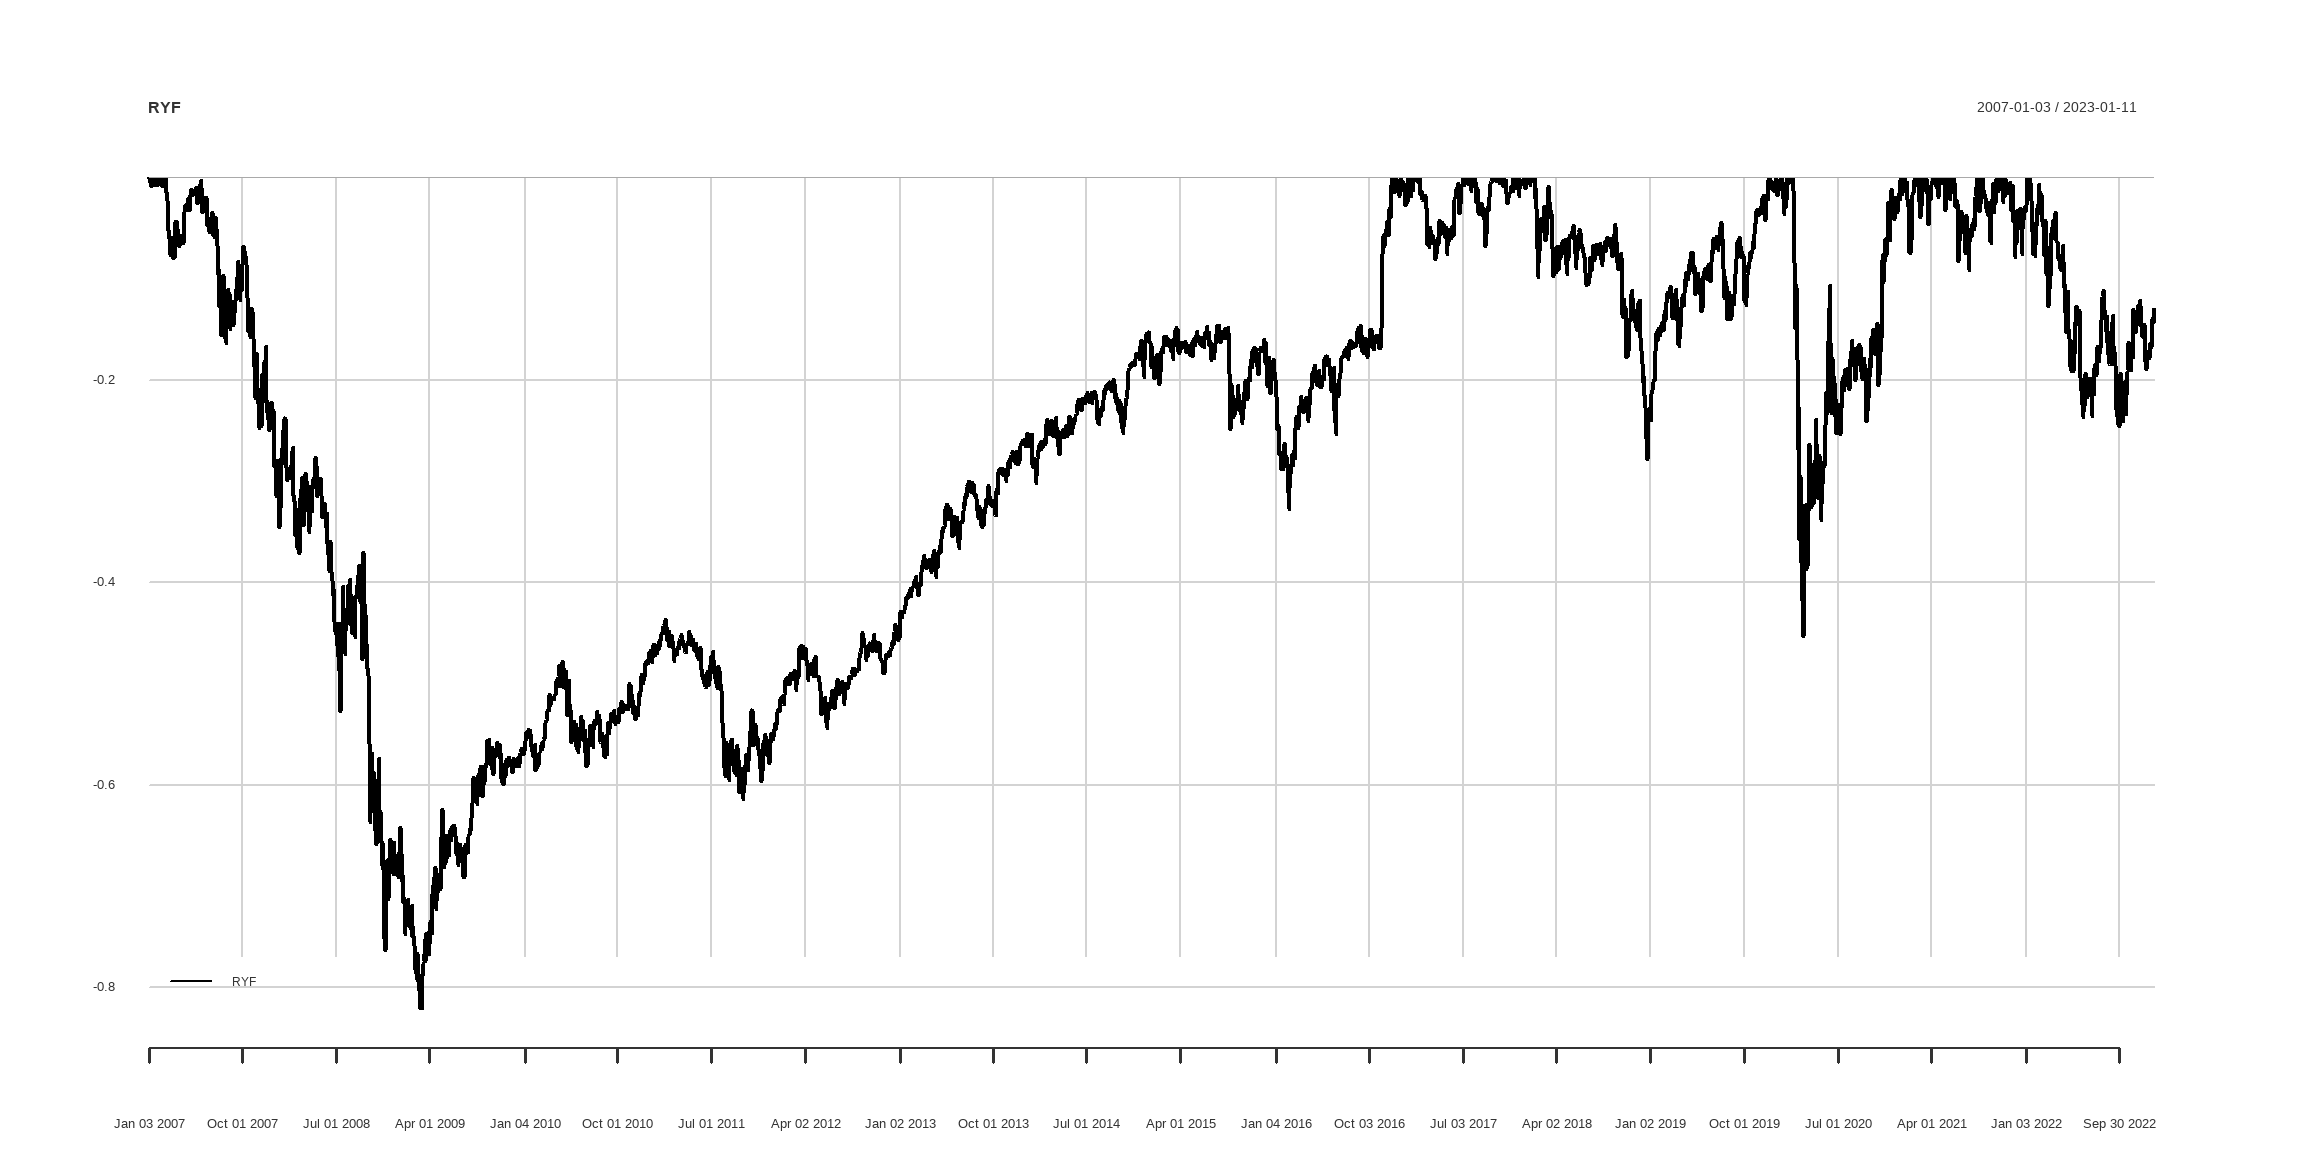 RYF
2007-01-03 / 2023-01-11
-0.2
-0.4
-0.6
-0.8
RYF
Jan 03 2007 Oct 01 2007 Jul 01 2008 Apr 01 2009 Jan 04 2010 Oct 01 2010 Jul 01 2011 Apr 02 2012 Jan 02 2013 Oct 01 2013 Jul 01 2014 Apr 01 2015 Jan 04 2016 Oct 03 2016 Jul 03 2017 Apr 02 2018 Jan 02 2019 Oct 01 2019 Jul 01 2020 Apr 01 2021 Jan 03 2022 Sep 30 2022